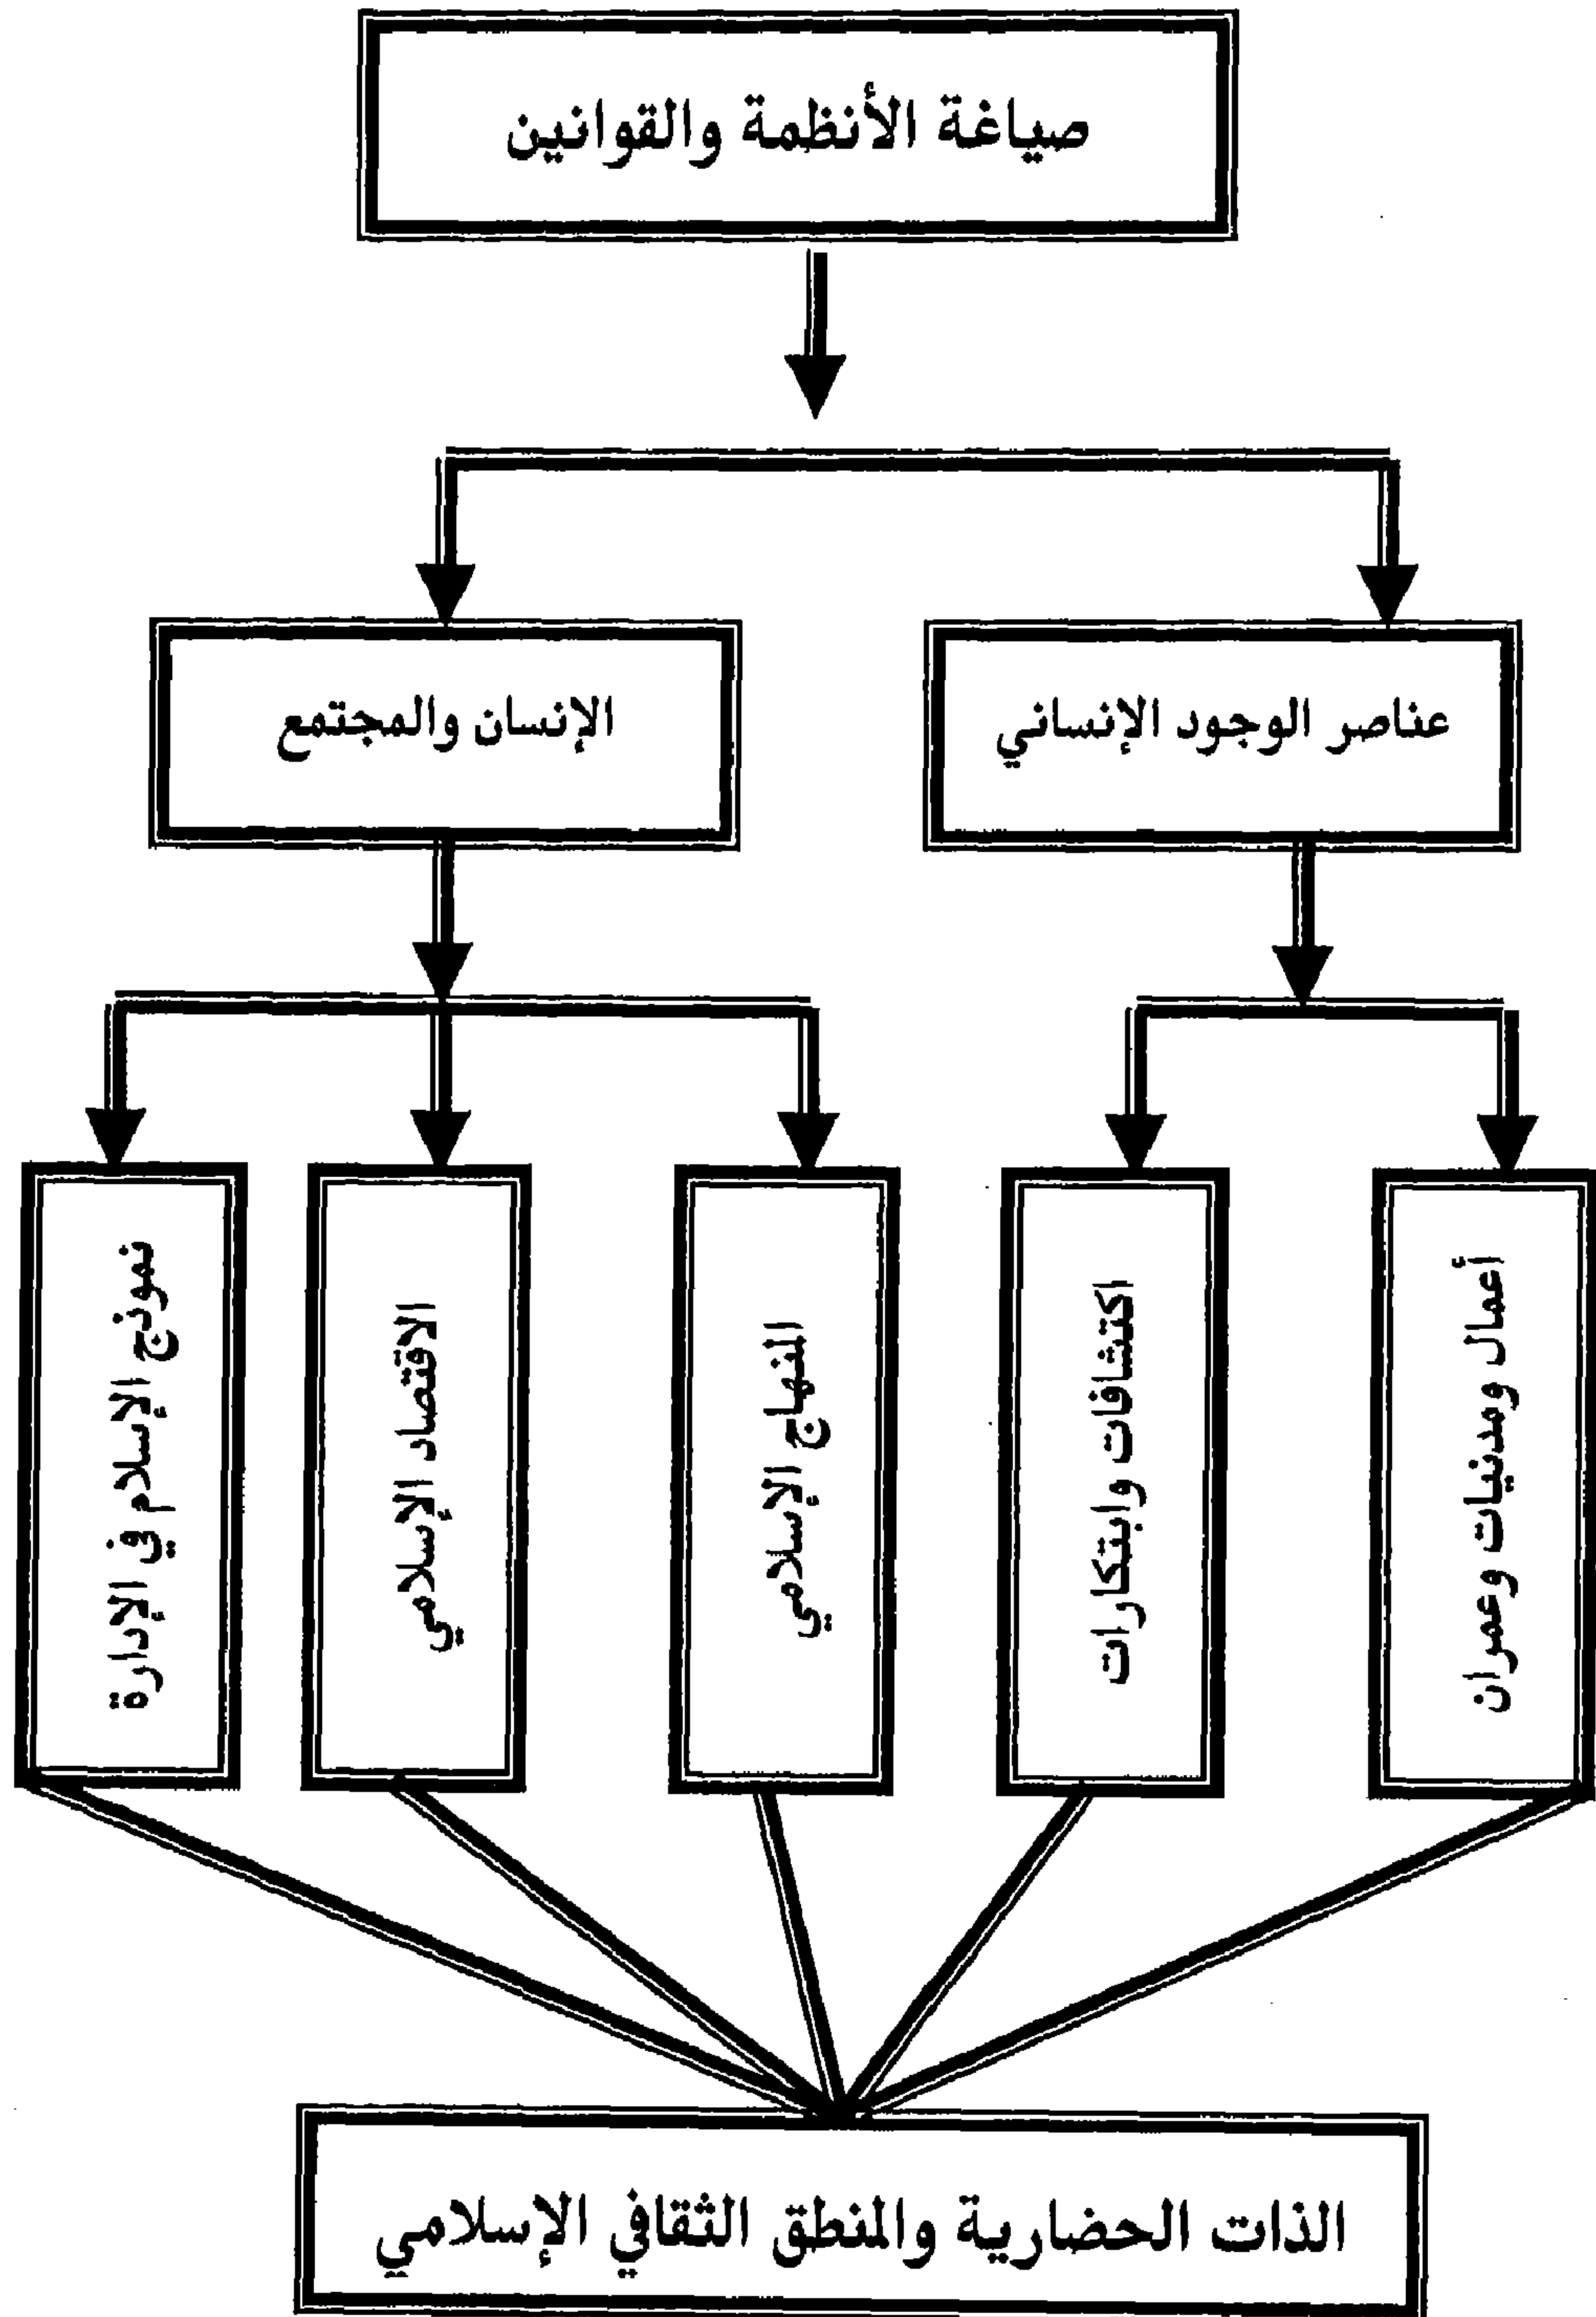 صياغة الأنظمة والقوانين
عناصر الوجود الإنساني
الإنسان والمجتمع
أعمال ومدنيات وعمران
اكتشافات وابتكارات
المنهاج الإسلامي
الاقتصاد الإسلامي
نموذج الإسلام في الإدارة
الذات الحضارية والمنطق الثقافي الإسلامي